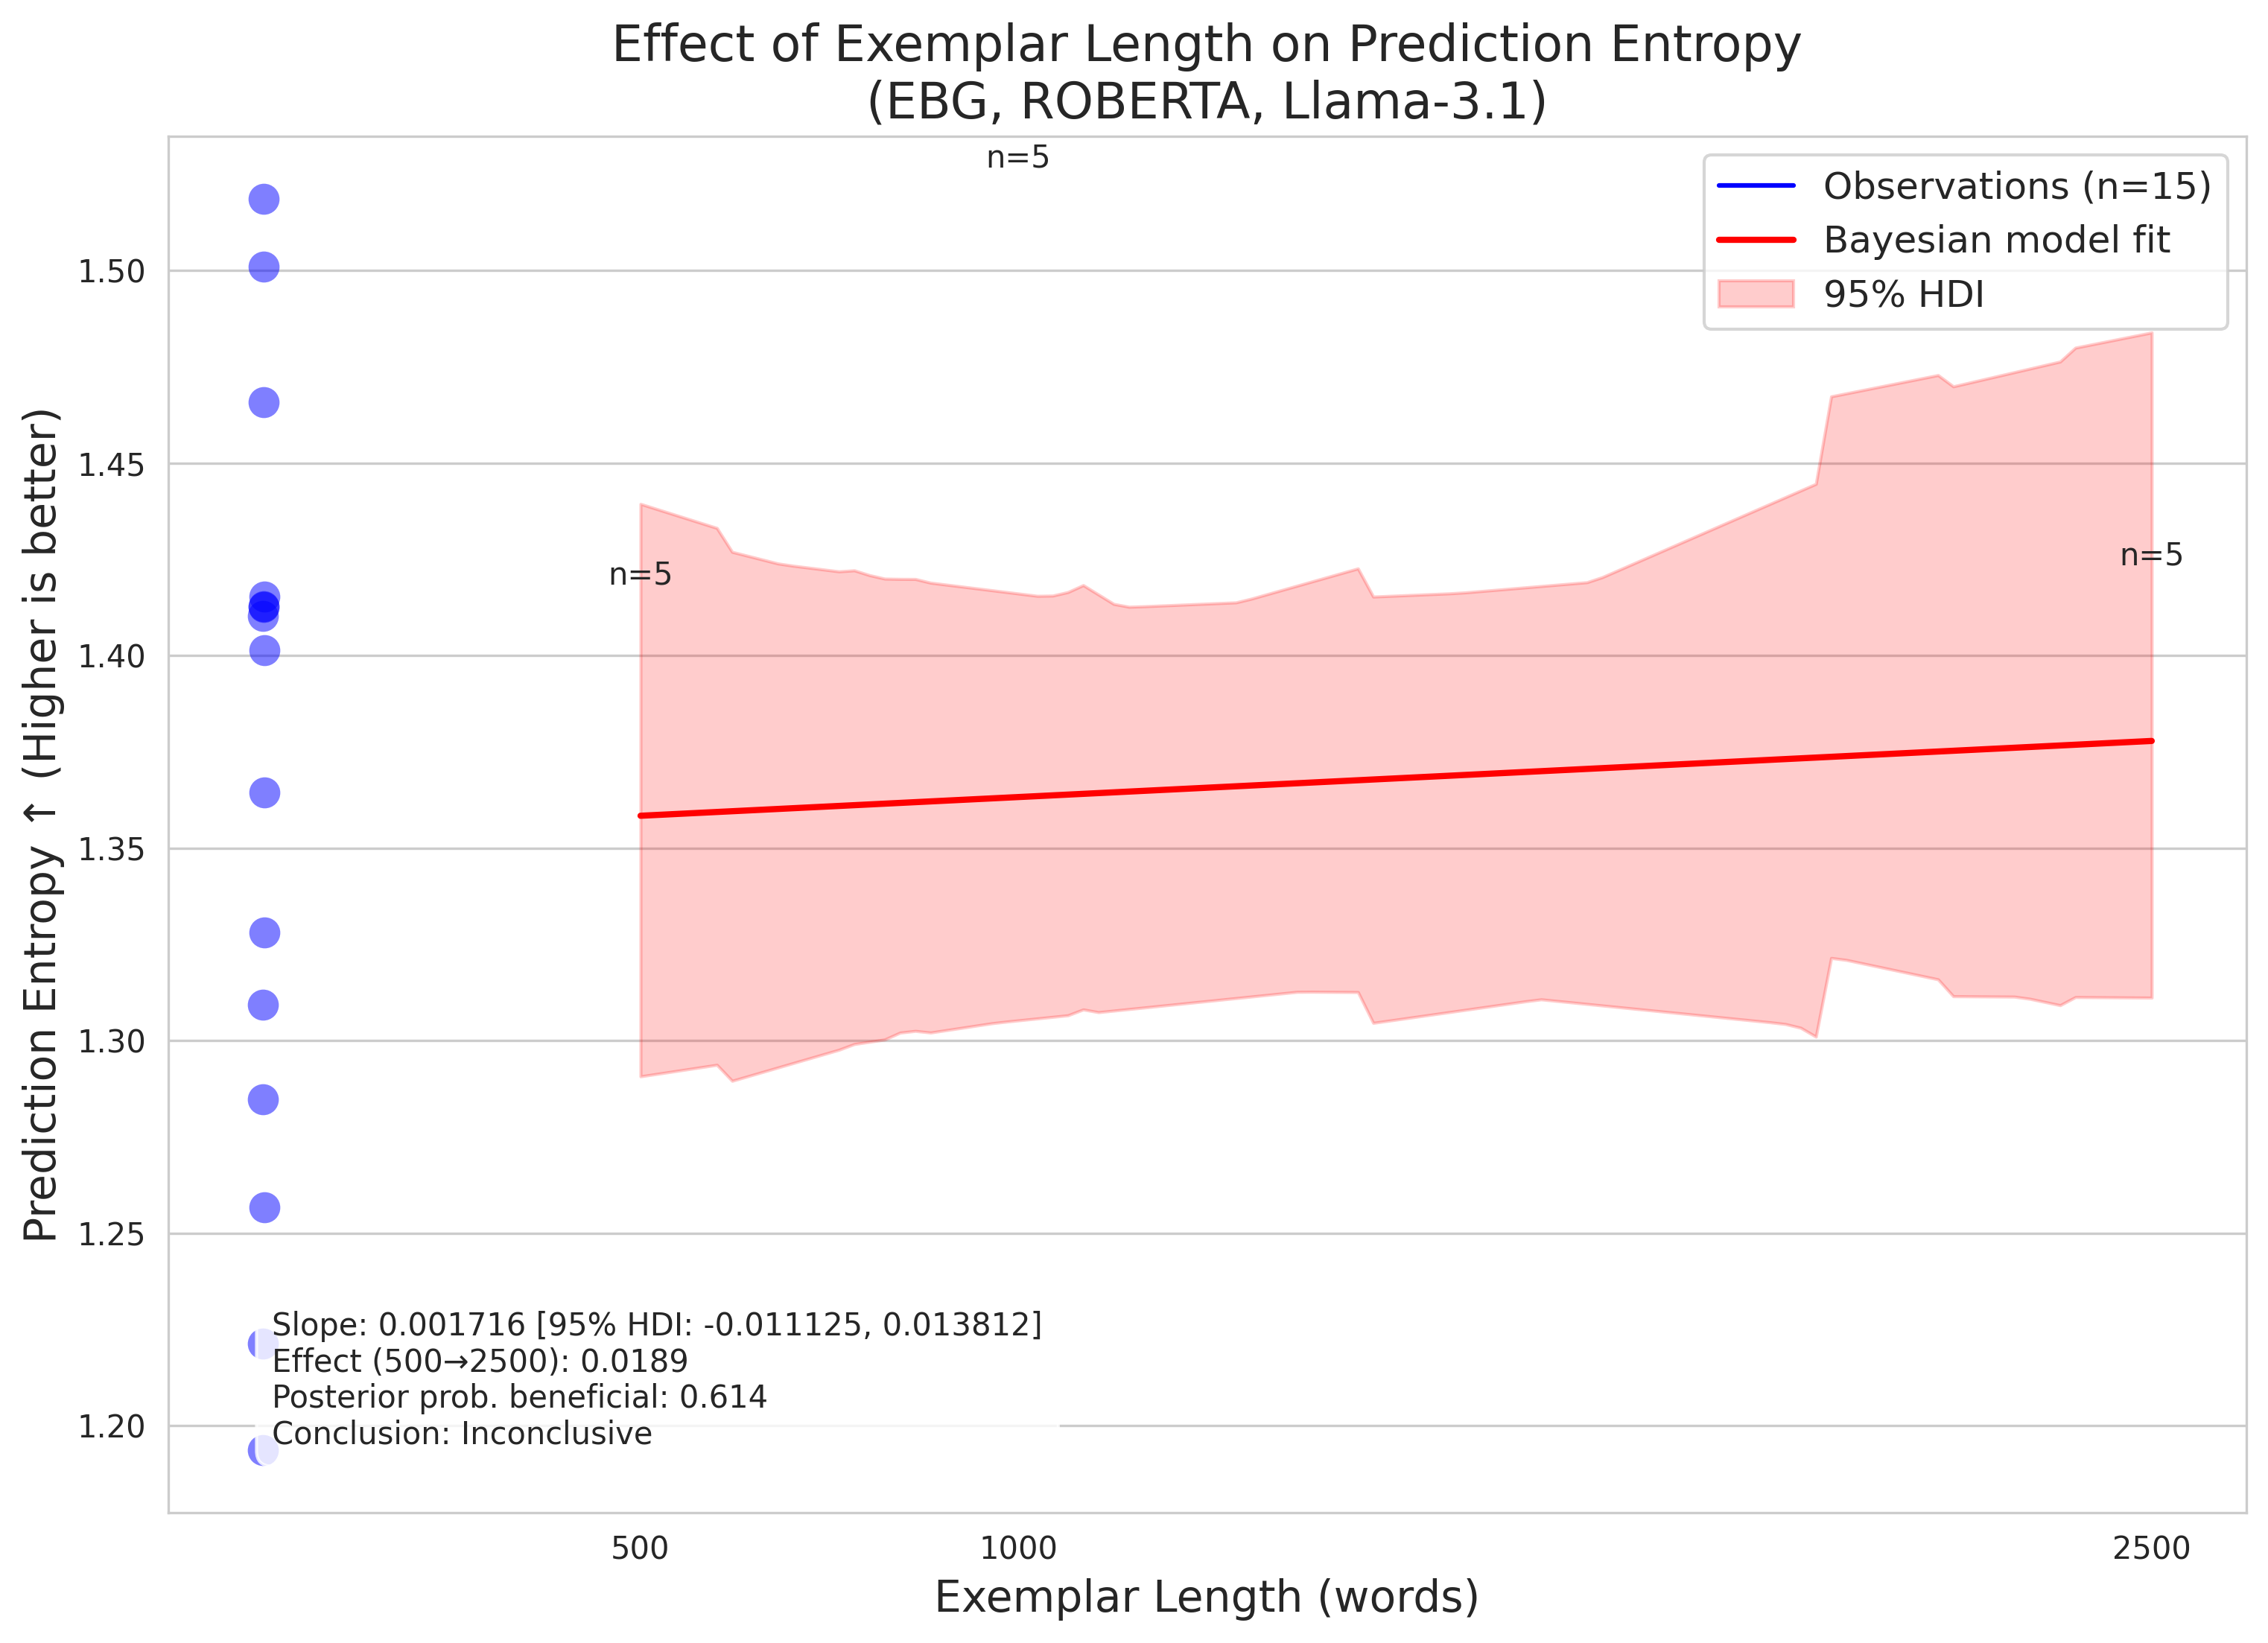 Effect of Exemplar Length on Prediction Entropy
(EBG, ROBERTA, Llama-3.1)
n=5
Observations (n=15)
Bayesian model fit
95% HDI
n=5
n=5
Prediction Entropy ↑ (Higher is better)
1.50
1.45
1.40
1.35
1.30
1.25
1.20
Slope: 0.001716 [95% HDI: -0.011125, 0.013812]
Effect (500→2500): 0.0189
Posterior prob. beneficial: 0.614
Conclusion: Inconclusive
500
1000
2500
Exemplar Length (words)